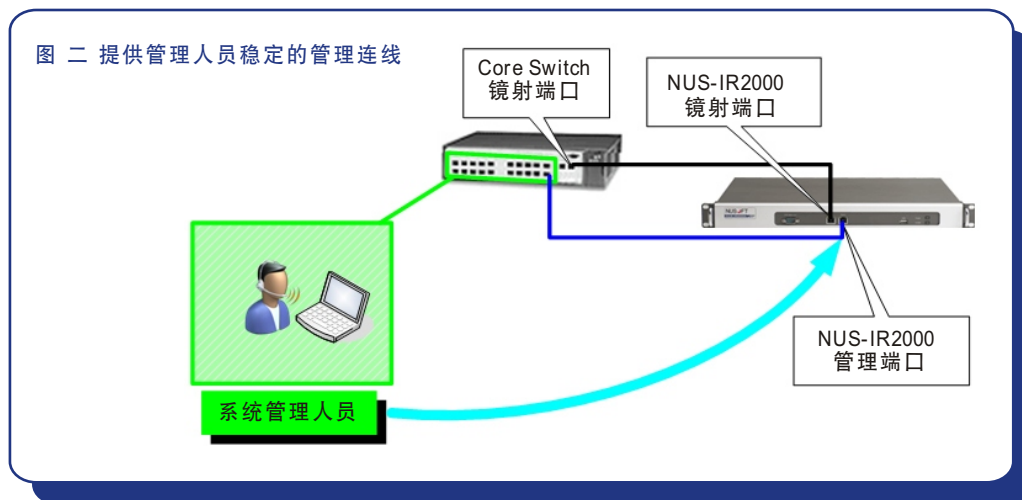 图 二 提供管理人员稳定的管理连线
Core Switch
镜射端口
NUS-IR2000
镜射端口
NUS-IR2000
管理端口
系统管理人员